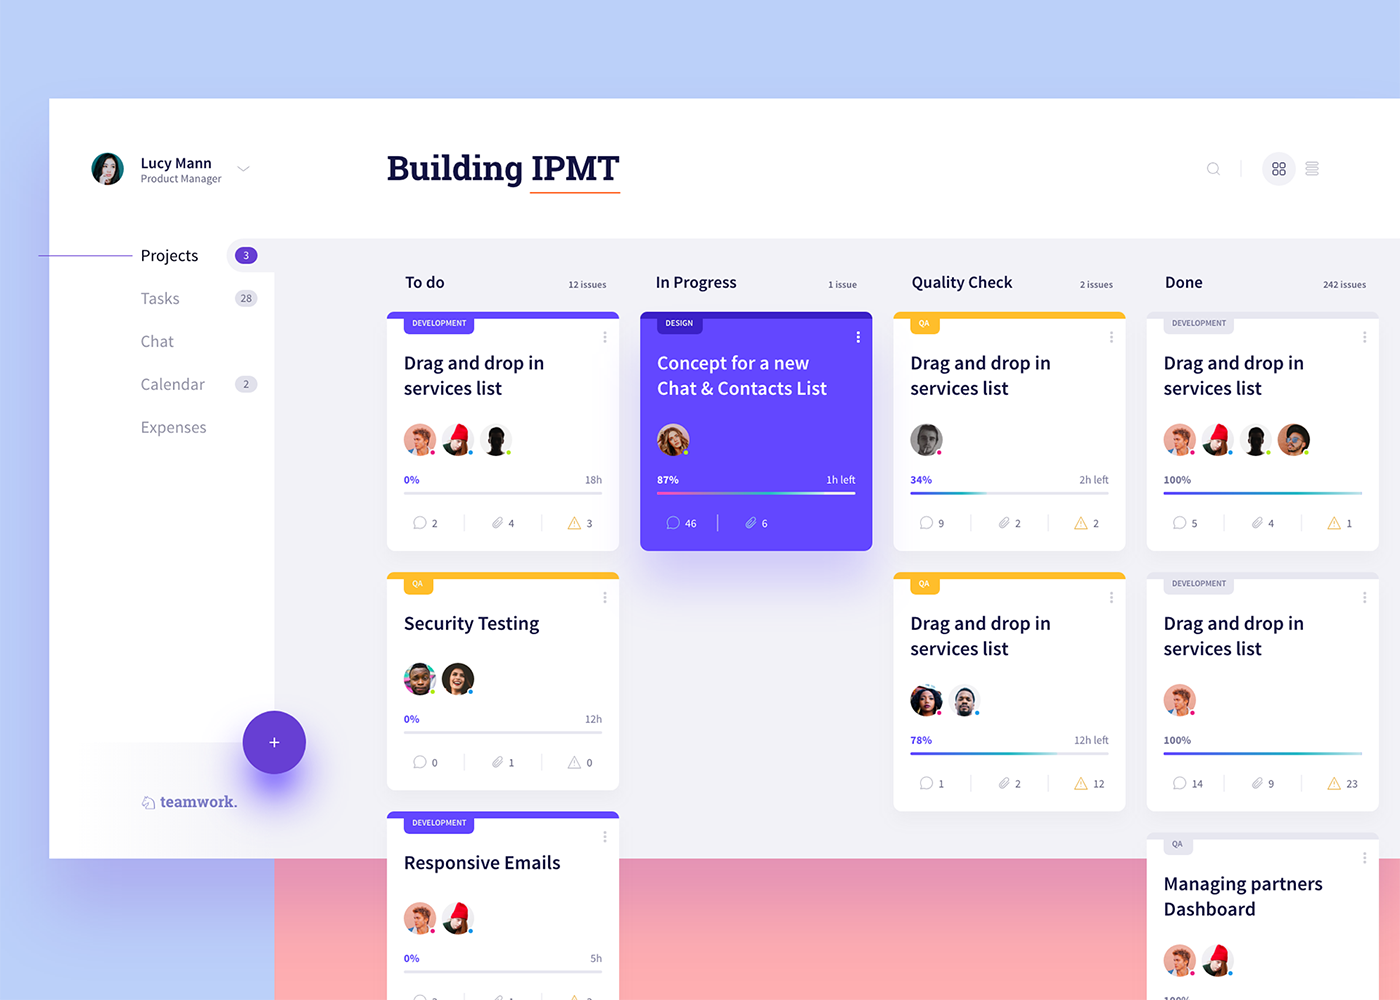 Lucy Mann
Product Manager
Building IPMT
Projects 3
Tasks 28
Chat
Calendar 2
Expenses
+
teamwork.
To do 12 issues
DEVELOPMENT
Drag and drop in
services list
0% 18h
2 4 3
QA
Security Testing
0% 12h
0 1 0
DEVELOPMENT
Responsive Emails
0% 5h
In Progress 1 issue
DESIGN
Concept for a new
Chat & Contacts List
87% 1h left
46 6
Quality Check 2 issues
QA
Drag and drop in
services list
34% 2h left
9 2 2
QA
Drag and drop in
services list
78% 12h left
1 2 12
Done 242 issues
DEVELOPMENT
Drag and drop in
services list
100%
5 4 1
DEVELOPMENT
Drag and drop in
services list
100%
14 9 23
QA
Managing partners
Dashboard